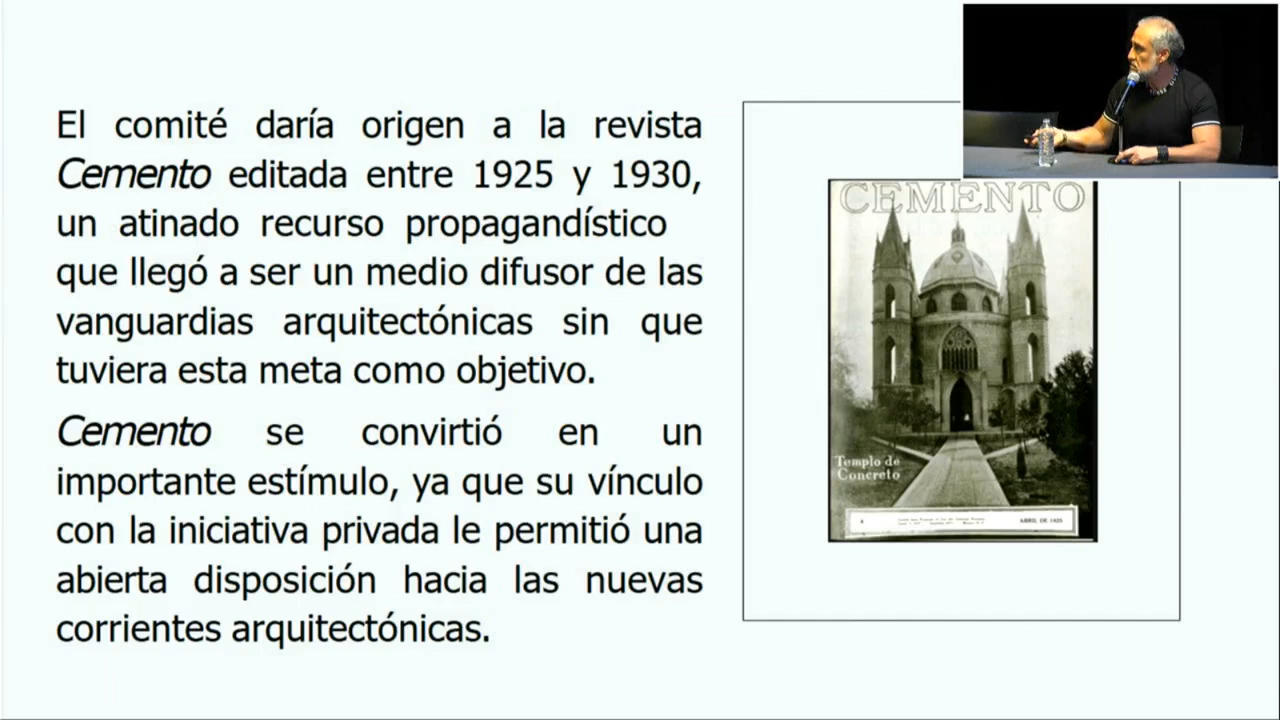 El comité daría origen a la revista
Cemento editada entre 1925 y 1930,
un atinado recurso propagandístico
que llegó a ser un medio difusor de las
vanguardias arquitectónicas sin que
tuviera esta meta como objetivo.
Cemento se convirtió en un
importante estímulo, ya que su vínculo
con la iniciativa privada le permitió una
abierta disposición hacia las nuevas
corrientes arquitectónicas.
CEMENTO
Templo de
Concreto
ABRIL DE 1925